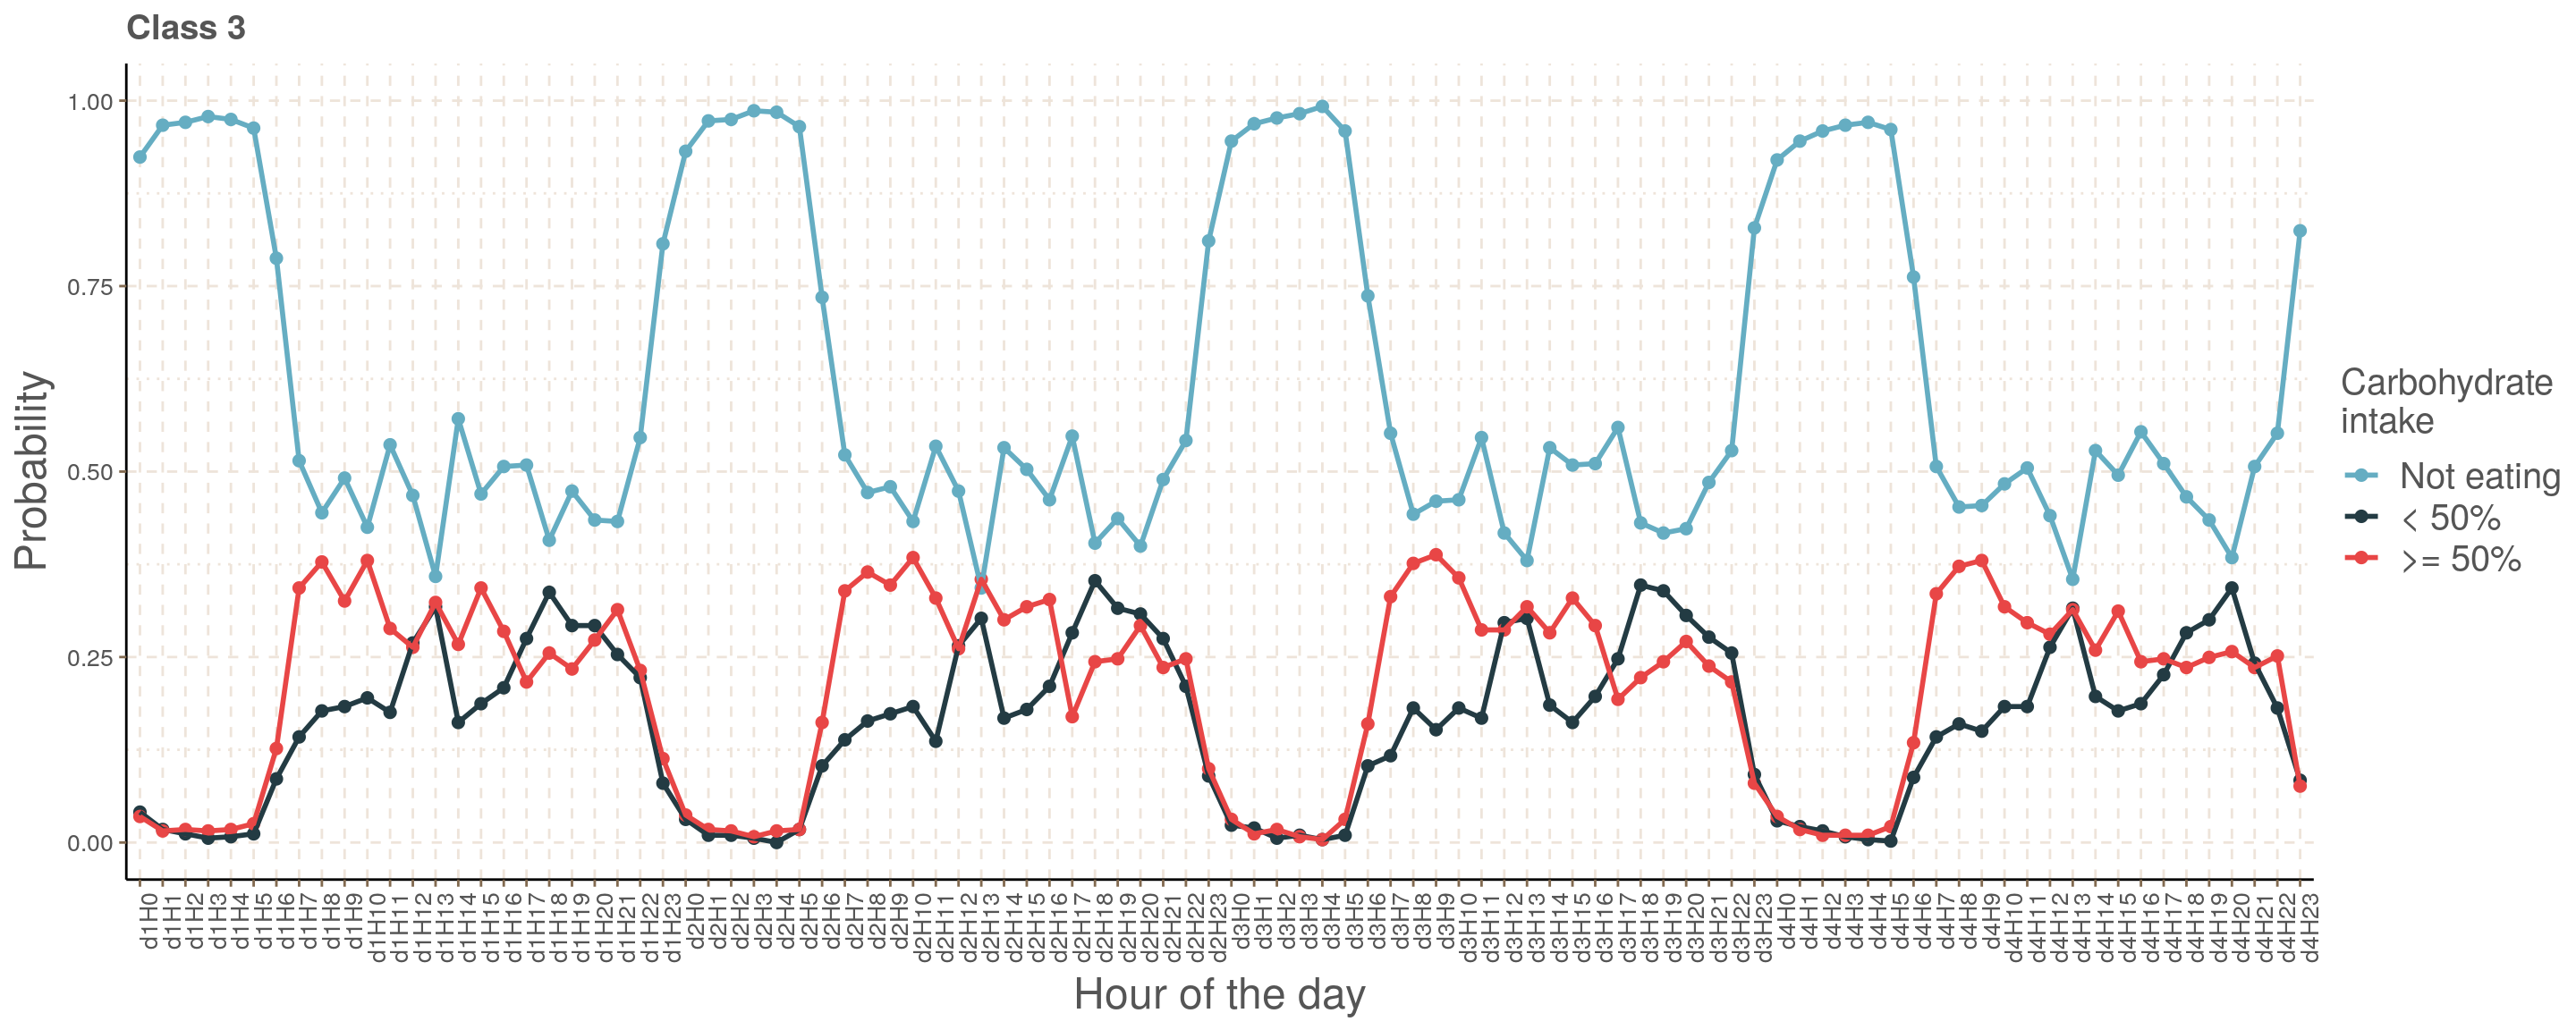 Class 3
1.00
0.75
0.50
0.25
0.00
Probability
d1H0 d1H1 d1H2 d1H3 d1H4 d1H5 d1H6 d1H7 d1H8 d1H9 d1H10 d1H11 d1H12 d1H13 d1H14 d1H15 d1H16 d1H17 d1H18 d1H19 d1H20 d1H21 d1H22 d1H23 d2H0 d2H1 d2H2 d2H3 d2H4 d2H5 d2H6 d2H7 d2H8 d2H9 d2H10 d2H11 d2H12 d2H13 d2H14 d2H15 d2H16 d2H17 d2H18 d2H19 d2H20 d2H21 d2H22 d2H23 d3H0 d3H1 d3H2 d3H3 d3H4 d3H5 d3H6 d3H7 d3H8 d3H9 d3H10 d3H11 d3H12 d3H13 d3H14 d3H15 d3H16 d3H17 d3H18 d3H19 d3H20 d3H21 d3H22 d3H23 d4H0 d4H1 d4H2 d4H3 d4H4 d4H5 d4H6 d4H7 d4H8 d4H9 d4H10 d4H11 d4H12 d4H13 d4H14 d4H15 d4H16 d4H17 d4H18 d4H19 d4H20 d4H21 d4H22 d4H23
Hour of the day
Carbohydrate
intake
Not eating
< 50%
>= 50%